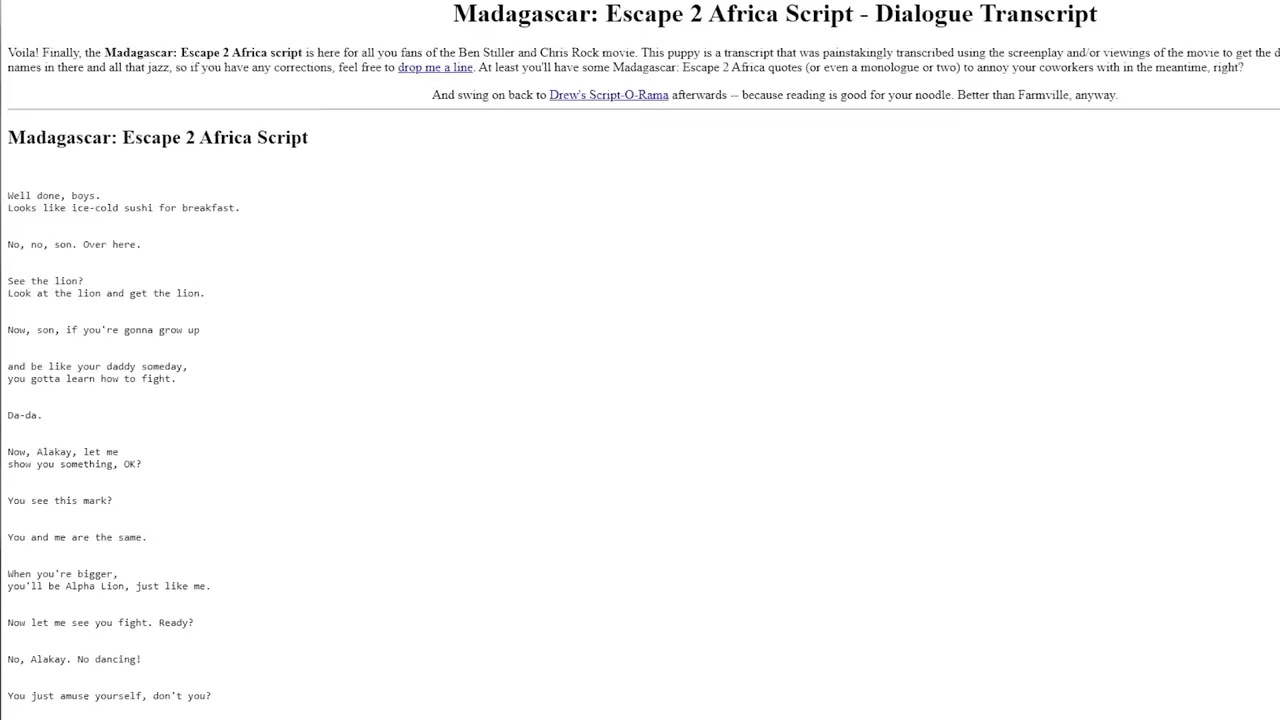 Madagascar: Escape 2 Africa Script - Dialogue Transcript
Voila! Finally, the Madagascar: Escape 2 Africa script is here for all you fans of the Ben Stiller and Chris Rock movie. This puppy is a transcript that was painstakingly transcribed using the screenplay and/or viewings of the movie to get the d
names in there and all that jazz, so if you have any corrections, feel free to drop me a line. At least you'll have some Madagascar: Escape 2 Africa quotes (or even a monologue or two) to annoy your coworkers with in the meantime, right?
And swing on back to Drew's Script-O-Rama afterwards -- because reading is good for your noodle. Better than Farmville, anyway.
Madagascar: Escape 2 Africa Script
Well done, boys.
Looks like ice-cold sushi for breakfast.
No, no, son. Over here.
See the lion?
Look at the lion and get the lion.
Now, son, if you're gonna grow up
and be like your daddy someday,
you gotta learn how to fight.
Da-da.
Now, Alakay, let me
show you something, OK?
You see this mark?
You and me are the same.
When you're bigger,
you'll be Alpha Lion, just like me.
Now let me see you fight. Ready?
No, Alakay. No dancing!
You just amuse yourself, don't you?